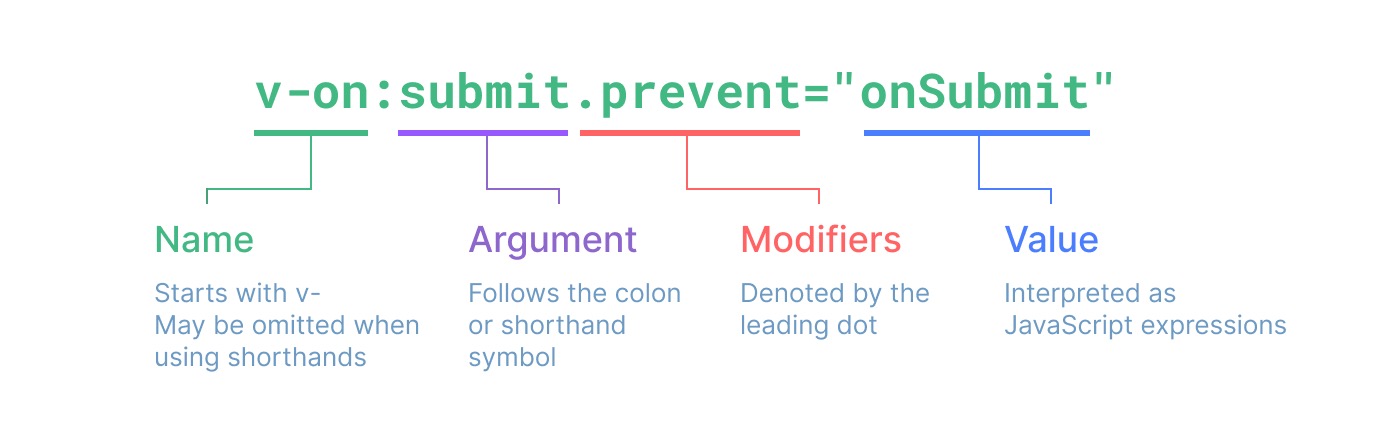 v-on:submit.prevent="onSubmit"
Name
Starts with v-
May be omitted when
using shorthands
Argument
Follows the colon
or shorthand
symbol
Modifiers
Denoted by the
leading dot
Value
Interpreted as
JavaScript expressions